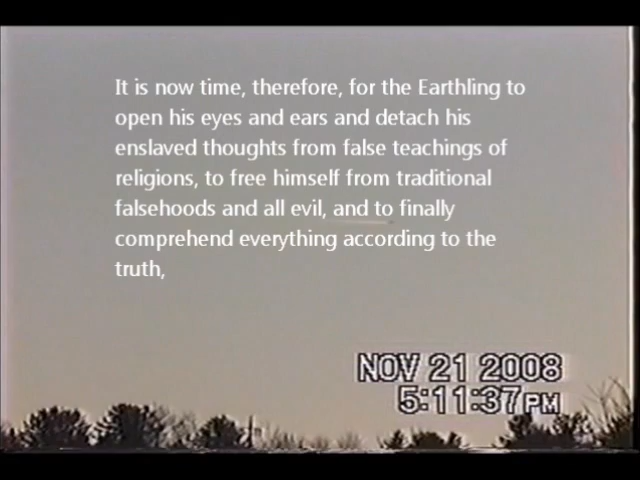 It is now time, therefore, for the Earthling to
open his eyes and ears and detach his
enslaved thoughts from false teachings of
religions, to free himself from traditional
falsehoods and all evil, and to finally
comprehend everything according to the
truth,
NOV 21 2008
5:11:37PM